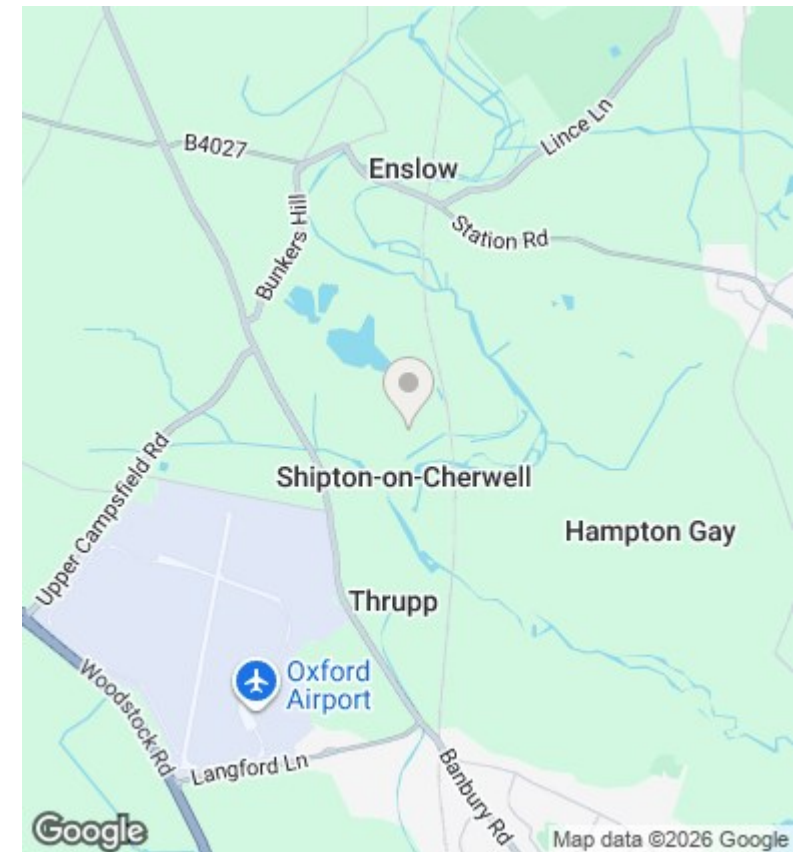 B4027
Enslow
Lince Ln
Station Rd
Bunkers Hill
Upper Campsfield Rd
Shipton-on-Cherwell
Hampton Gay
Thrupp
Oxford
Airport
Woodstock Rd
Langford Ln
Banbury Rd
Google
Map data ©2026 Google